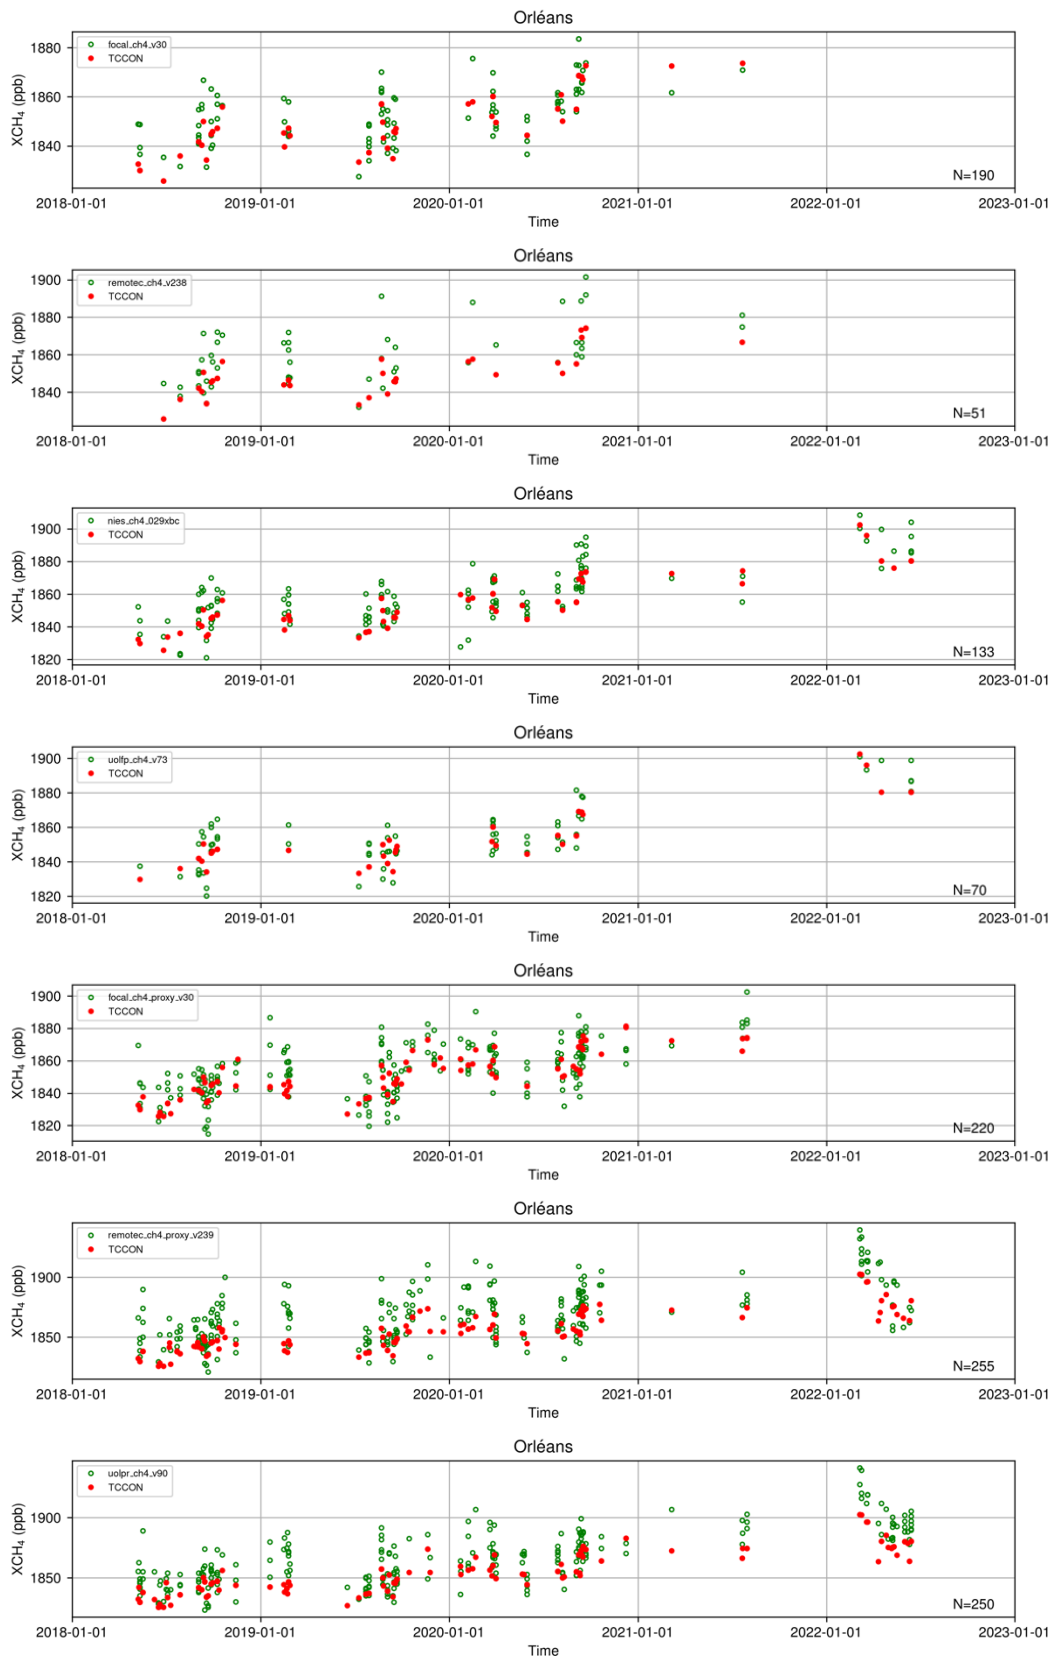 Orléans
1880
1860
1840
XCH₄ (ppb)
focal_ch4_v30
TCCON
N=190
2018-01-01 2019-01-01 2020-01-01 2021-01-01 2022-01-01 2023-01-01
Time
Orléans
1900
1880
1860
1840
XCH₄ (ppb)
remotec_ch4_v238
TCCON
N=51
2018-01-01 2019-01-01 2020-01-01 2021-01-01 2022-01-01 2023-01-01
Time
Orléans
1900
1880
1860
1840
1820
XCH₄ (ppb)
nies_ch4_029xbc
TCCON
N=133
2018-01-01 2019-01-01 2020-01-01 2021-01-01 2022-01-01 2023-01-01
Time
Orléans
1900
1880
1860
1840
1820
XCH₄ (ppb)
uolfp_ch4_v73
TCCON
N=70
2018-01-01 2019-01-01 2020-01-01 2021-01-01 2022-01-01 2023-01-01
Time
Orléans
1900
1880
1860
1840
1820
XCH₄ (ppb)
focal_ch4_proxy_v30
TCCON
N=220
2018-01-01 2019-01-01 2020-01-01 2021-01-01 2022-01-01 2023-01-01
Time
Orléans
1900
1850
XCH₄ (ppb)
remotec_ch4_proxy_v239
TCCON
N=255
2018-01-01 2019-01-01 2020-01-01 2021-01-01 2022-01-01 2023-01-01
Time
Orléans
1900
1850
XCH₄ (ppb)
uolpr_ch4_v90
TCCON
N=250
2018-01-01 2019-01-01 2020-01-01 2021-01-01 2022-01-01 2023-01-01
Time